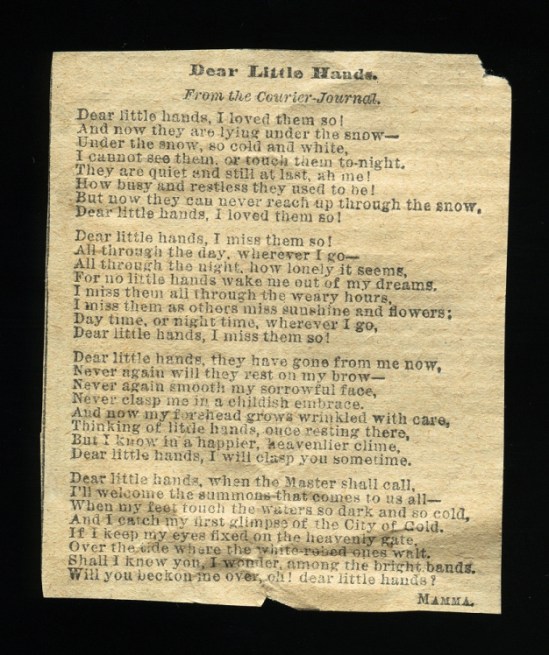 Dear Little Hands.
From the Courier-Journal.
Dear little hands, I loved them so!
And now they are lying under the snow—
Under the snow, so cold and white,
I cannot see them, or touch them to-night.
They are quiet and still at last, ah me!
How busy and restless they used to be!
But now they can never reach up through the snow,
Dear little hands, I loved them so!
Dear little hands, I miss them so!
All through the day, wherever I go—
All through the night, how lonely it seems,
For no little hands wake me out of my dreams.
I miss them all through the weary hours,
I miss them as others miss sunshine and flowers;
Day time, or night time, wherever I go,
Dear little hands, I miss them so!
Dear little hands, they have gone from me now,
Never again will they rest on my brow—
Never again smooth my sorrowful face,
Never clasp me in a childish embrace.
And now my forehead grows wrinkled with care,
Thinking of little hands, once resting there,
But I know in a happier, heavenlier clime,
Dear little hands, I will clasp you sometime.
Dear little hands, when the Master shall call,
I'll welcome the summons that comes to us all—
When my feet touch the waters so dark and so cold,
And I catch my first glimpse of the City of Gold.
If I keep my eyes fixed on the heavenly gate,
Over the tide where the white-robed ones wait.
Shall I know you, I wonder, among the bright bands.
Will you beckon me over, oh! dear little hands?
MAMMA.